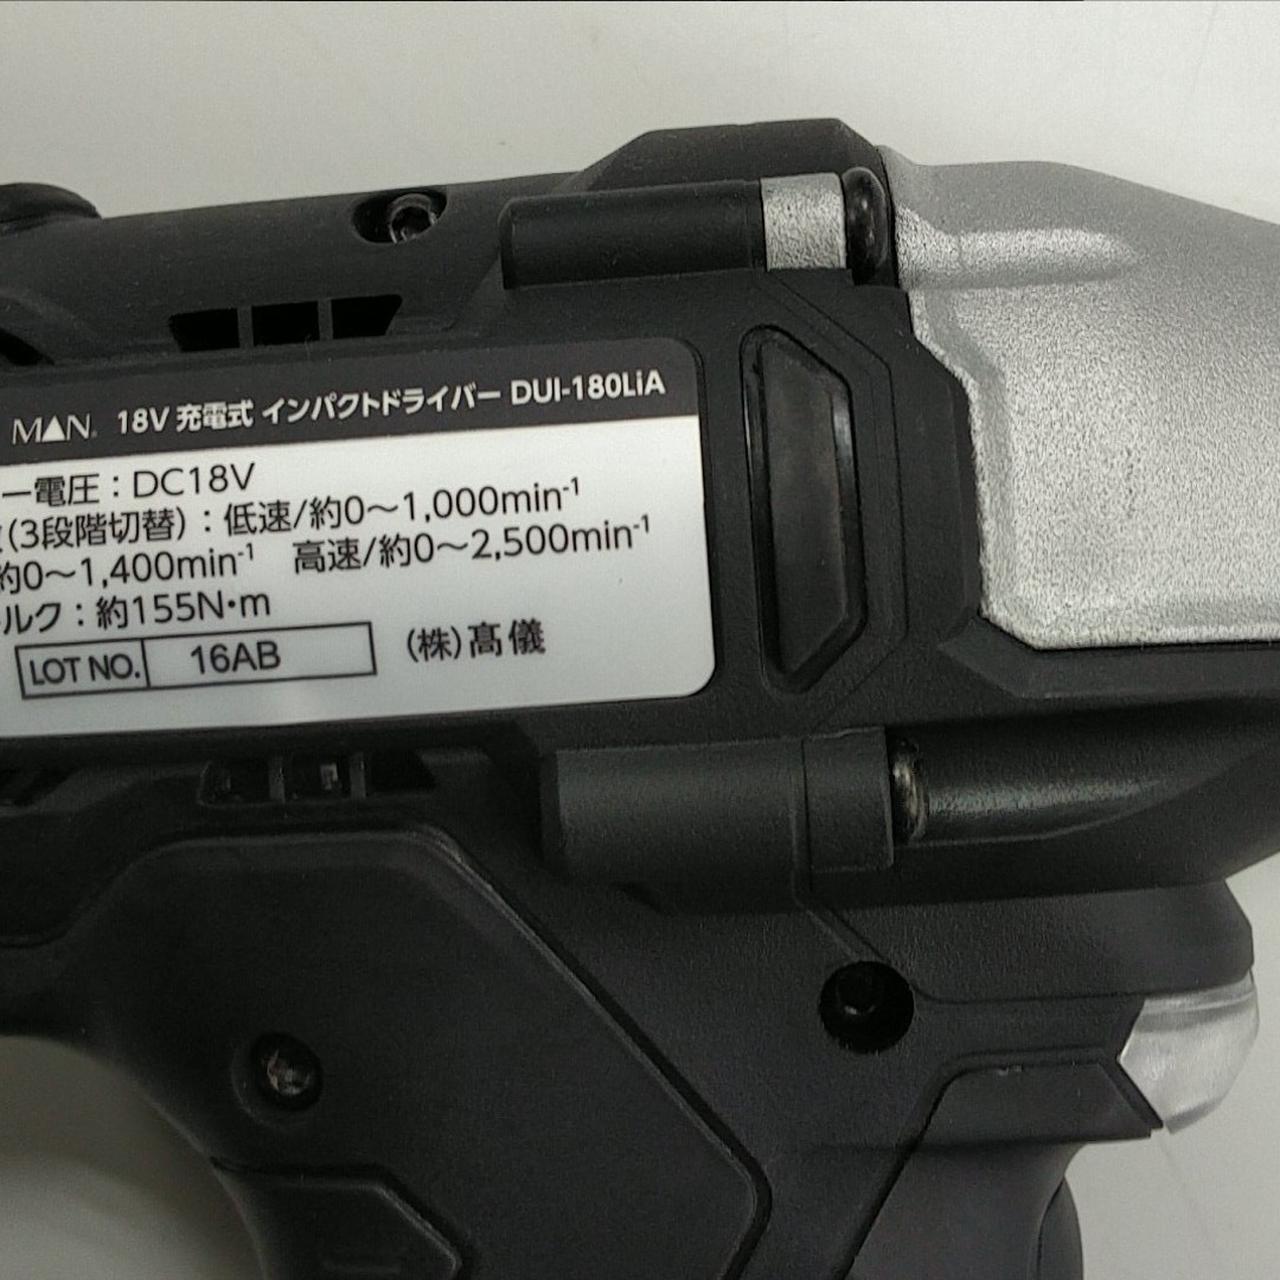 MAN. 18V 充電式 インパクトドライバー DUI-180LiA
ー電圧：DC18V
(3段階切替)：低速/約0～1,000min-1
約0～1,400min-1 高速/約0～2,500min-1
ルク：約155N・m
LOT NO. 16AB (株)髙儀